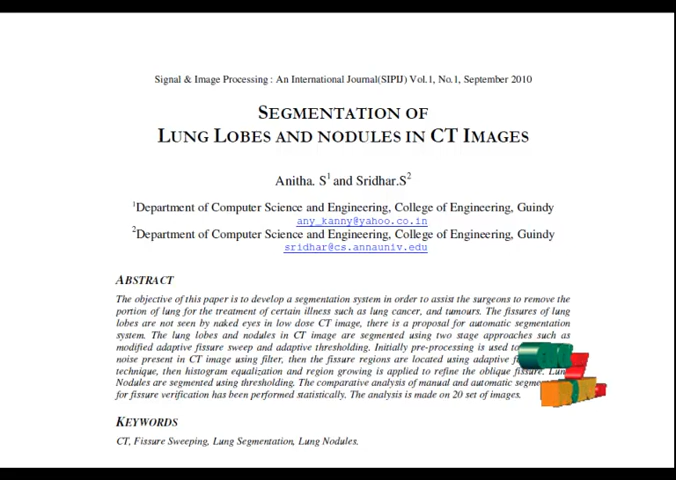 Signal & Image Processing : An International Journal(SIPIJ) Vol.1, No.1, September 2010
SEGMENTATION OF
LUNG LOBES AND NODULES IN CT IMAGES
Anitha. S1 and Sridhar.S2
1Department of Computer Science and Engineering, College of Engineering, Guindy
any_kanny@yahoo.co.in
2Department of Computer Science and Engineering, College of Engineering, Guindy
sridhar@cs.annauniv.edu
ABSTRACT
The objective of this paper is to develop a segmentation system in order to assist the surgeons to remove the
portion of lung for the treatment of certain illness such as lung cancer, and tumours. The fissures of lung
lobes are not seen by naked eyes in low dose CT image, there is a proposal for automatic segmentation
system. The lung lobes and nodules in CT image are segmented using two stage approaches such as
modified adaptive fissure sweep and adaptive thresholding. Initially pre-processing is used to
noise present in CT image using filter, then the fissure regions are located using adaptive
technique, then histogram equalization and region growing is applied to refine the oblique fissure.
Nodules are segmented using thresholding. The comparative analysis of manual and automatic
for fissure verification has been performed statistically. The analysis is made on 20 set of images.
KEYWORDS
CT, Fissure Sweeping, Lung Segmentation, Lung Nodules.